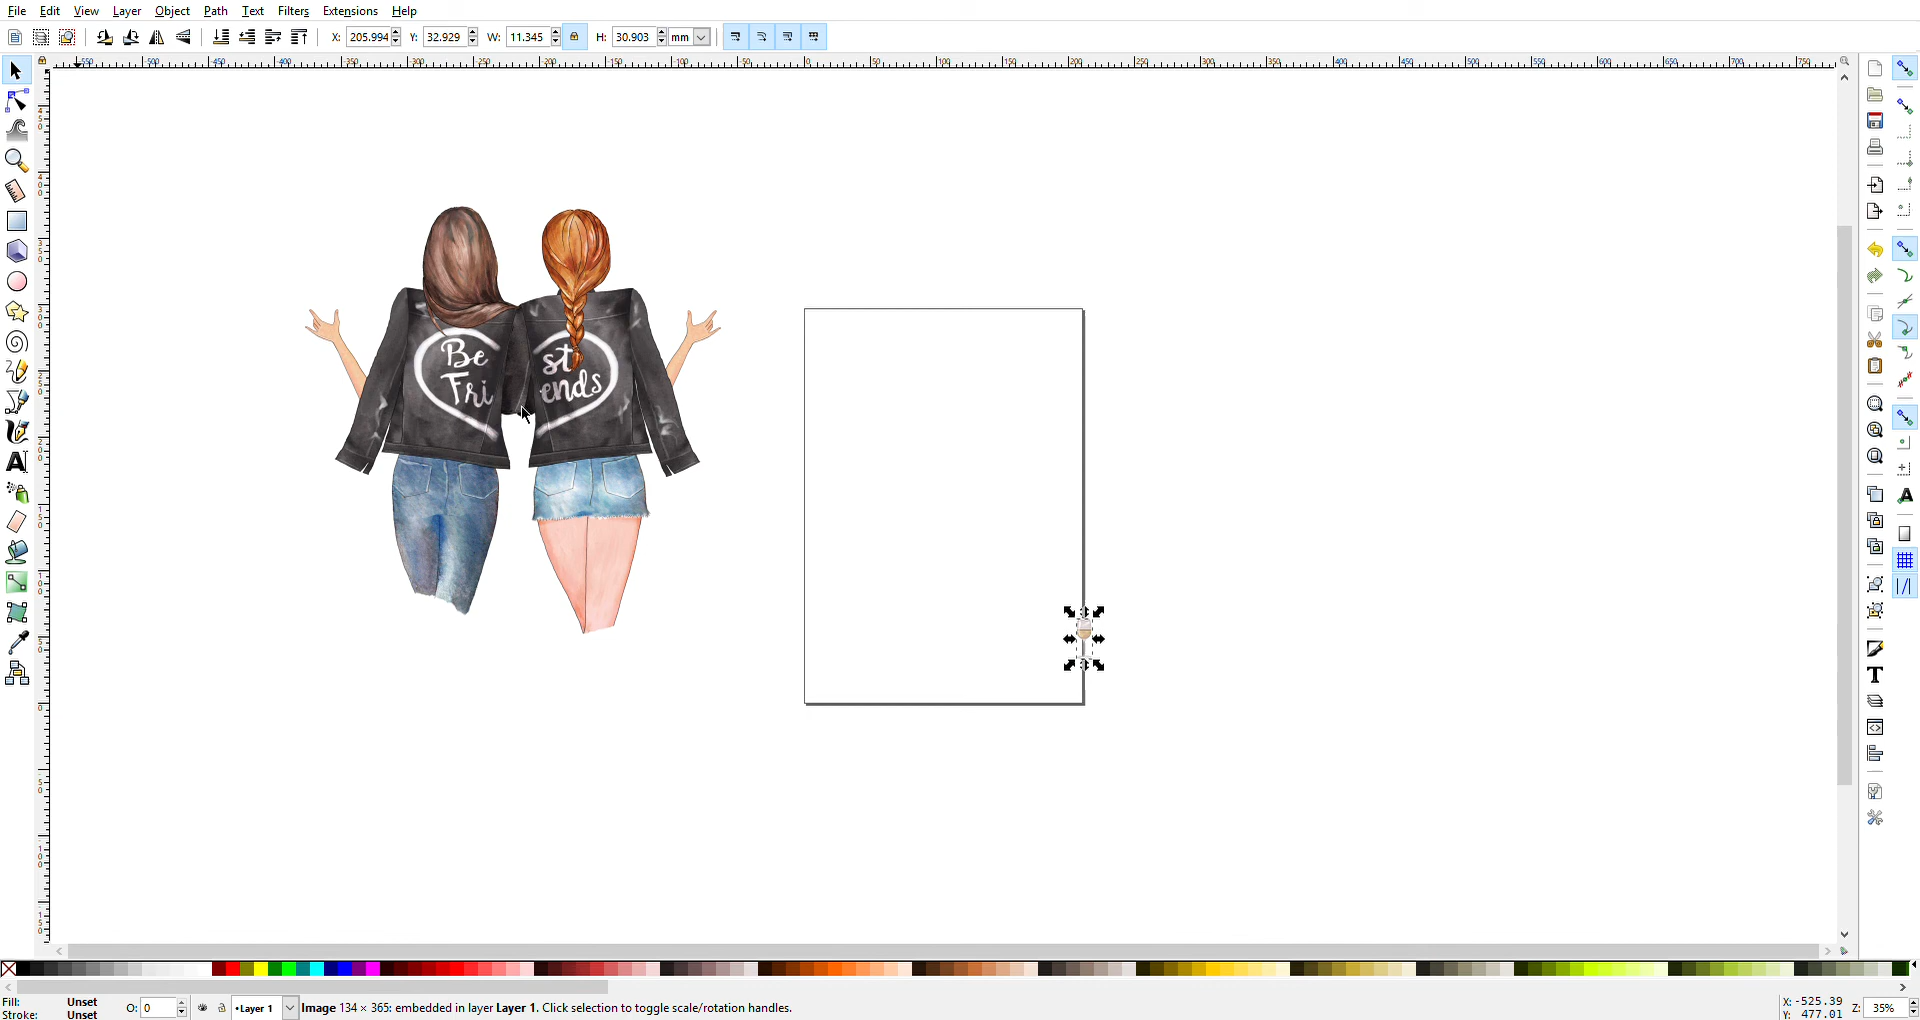 File Edit View Layer Object Path Text Filters Extensions Help
X: 205.994 Y: 32.929 W: 11.345 H: 30.903 mm
Be st
Fri ends
Fill: Unset
Stroke: Unset
O: 0
•Layer 1
Image 134 × 365: embedded in layer Layer 1. Click selection to toggle scale/rotation handles.
X: -525.39
Y: 477.01
Z: 35%